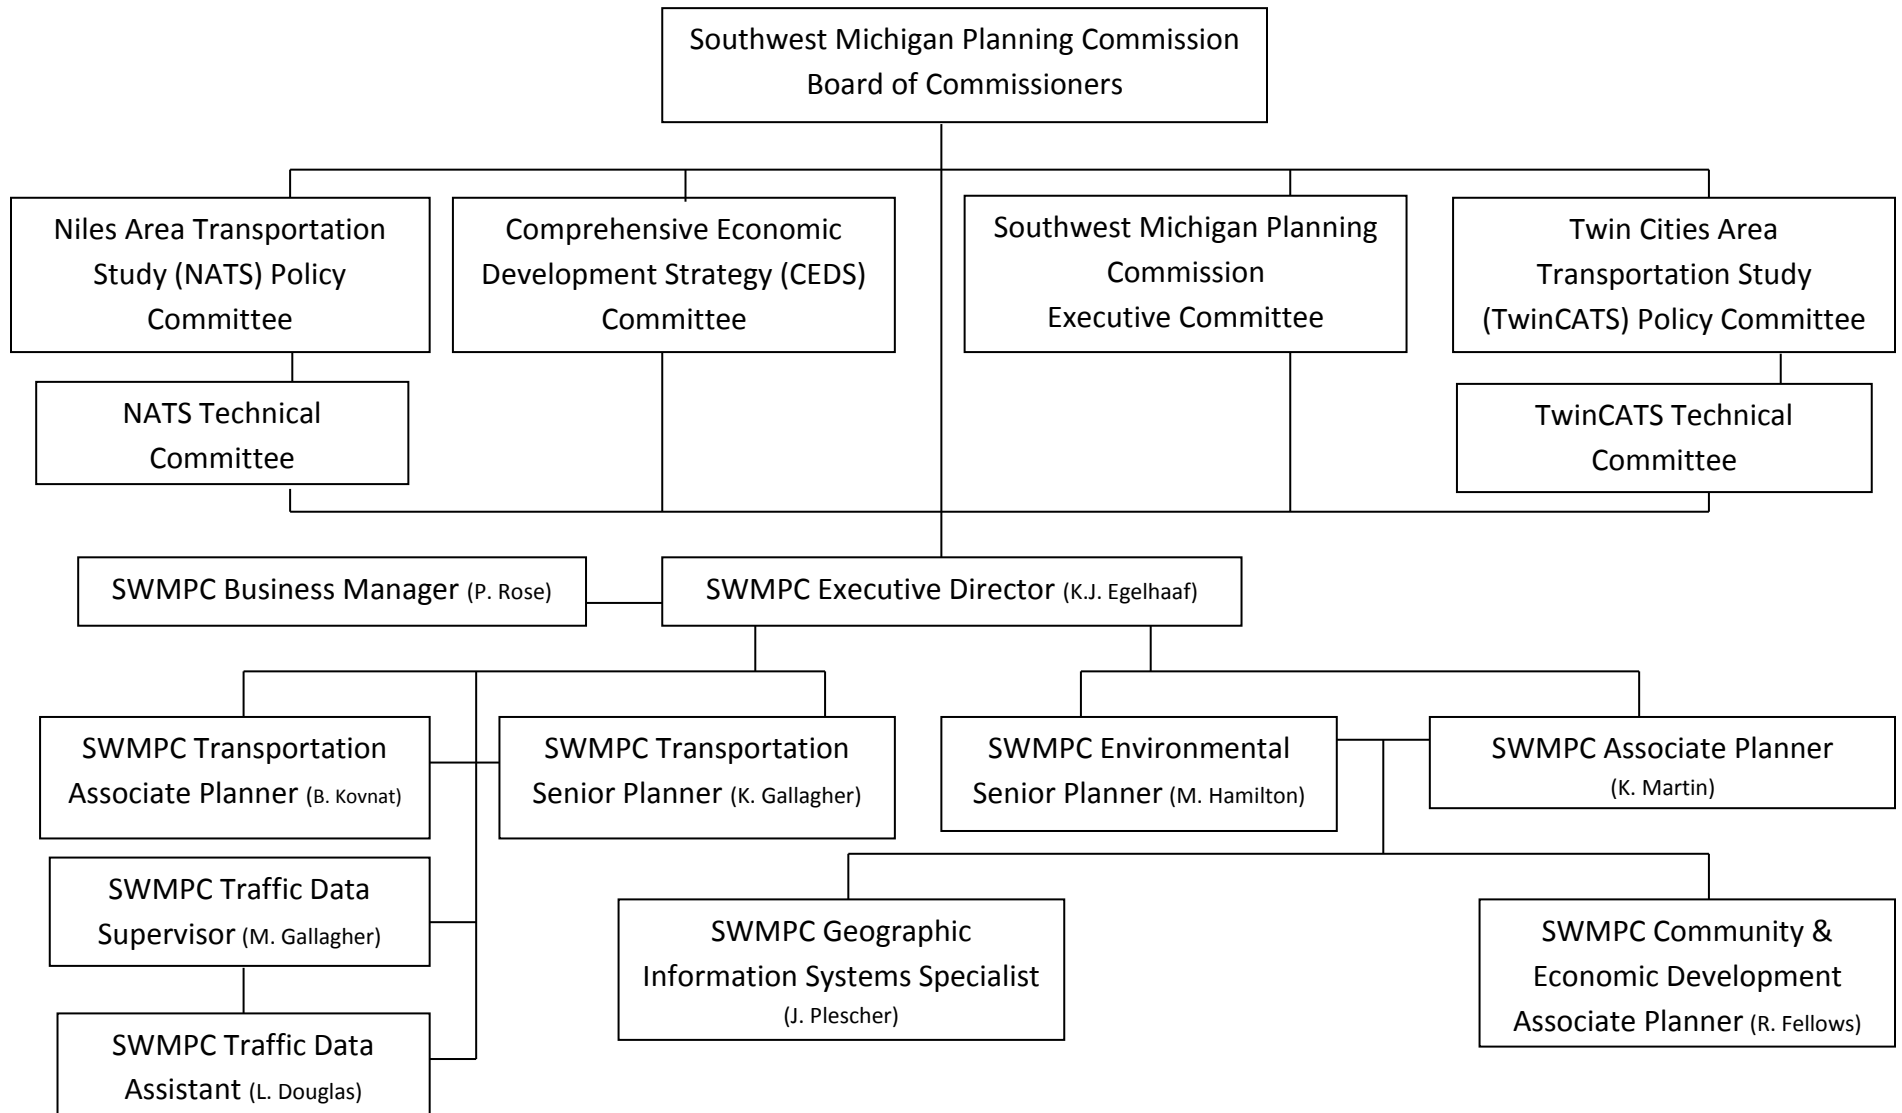 Southwest Michigan Planning Commission
Board of Commissioners
Niles Area Transportation
Study (NATS) Policy
Committee
Comprehensive Economic
Development Strategy (CEDS)
Committee
Southwest Michigan Planning
Commission
Executive Committee
Twin Cities Area
Transportation Study
(TwinCATS) Policy Committee
NATS Technical
Committee
TwinCATS Technical
Committee
SWMPC Business Manager (P. Rose)
SWMPC Executive Director (K.J. Egelhaaf)
SWMPC Transportation
Associate Planner (B. Kovnat)
SWMPC Transportation
Senior Planner (K. Gallagher)
SWMPC Environmental
Senior Planner (M. Hamilton)
SWMPC Associate Planner
(K. Martin)
SWMPC Traffic Data
Supervisor (M. Gallagher)
SWMPC Geographic
Information Systems Specialist
(J. Plescher)
SWMPC Community &
Economic Development
Associate Planner (R. Fellows)
SWMPC Traffic Data
Assistant (L. Douglas)